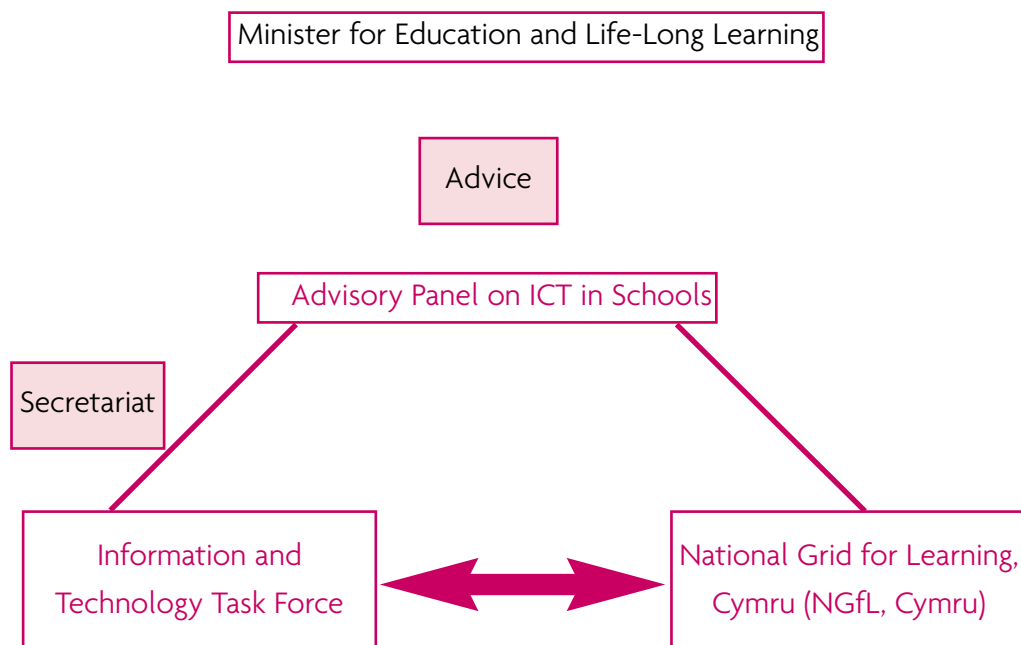 Minister for Education and Life-Long Learning
Advice
Advisory Panel on ICT in Schools
Secretariat
Information and
Technology Task Force
National Grid for Learning,
Cymru (NGfL, Cymru)